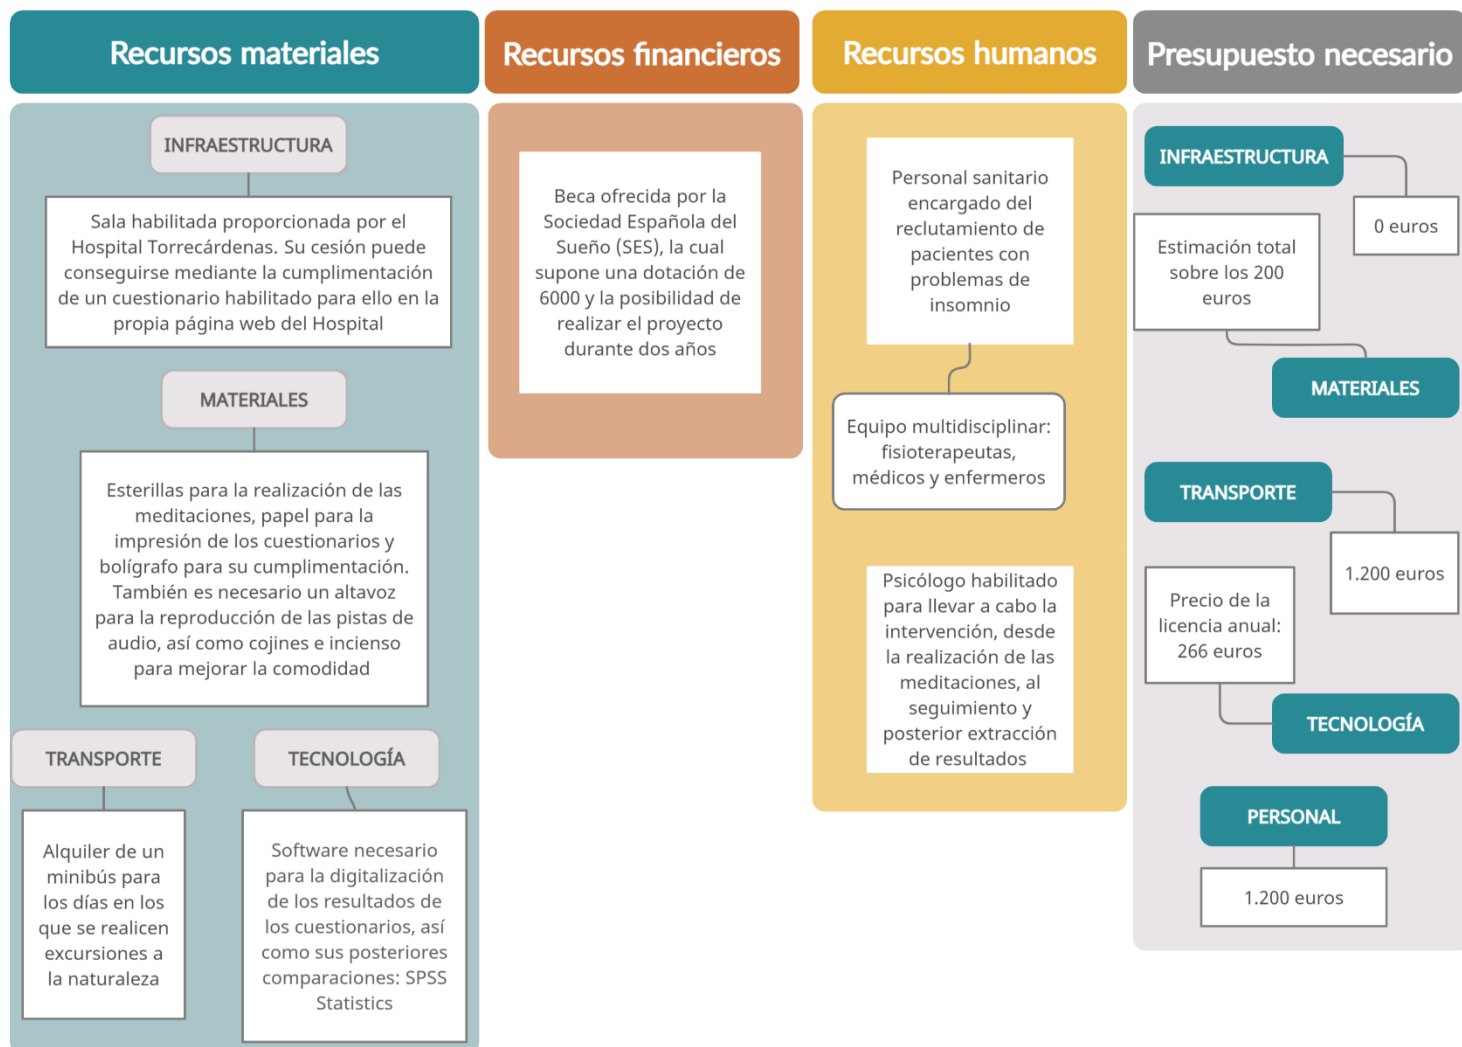 Recursos materiales
INFRAESTRUCTURA
Sala habilitada proporcionada por el
Hospital Torrecárdenas. Su cesión puede
conseguirse mediante la cumplimentación
de un cuestionario habilitado para ello en la
propia página web del Hospital
MATERIALES
Esterillas para la realización de las
meditaciones, papel para la
impresión de los cuestionarios y
bolígrafo para su cumplimentación.
También es necesario un altavoz
para la reproducción de las pistas de
audio, así como cojines e incienso
para mejorar la comodidad
TRANSPORTE
Alquiler de un
minibús para
los días en los
que se realicen
excursiones a
la naturaleza
TECNOLOGÍA
Software necesario
para la digitalización
de los resultados de
los cuestionarios, así
como sus posteriores
comparaciones: SPSS
Statistics
Recursos financieros
Beca ofrecida por la
Sociedad Española del
Sueño (SES), la cual
supone una dotación de
6000 y la posibilidad de
realizar el proyecto
durante dos años
Recursos humanos
Personal sanitario
encargado del
reclutamiento de
pacientes con
problemas de
insomnio
Equipo multidisciplinar:
fisioterapeutas,
médicos y enfermeros
Psicólogo habilitado
para llevar a cabo la
intervención, desde
la realización de las
meditaciones, al
seguimiento y
posterior extracción
de resultados
Presupuesto necesario
INFRAESTRUCTURA
0 euros
Estimación total
sobre los 200
euros
MATERIALES
TRANSPORTE
1.200 euros
Precio de la
licencia anual:
266 euros
TECNOLOGÍA
PERSONAL
1.200 euros